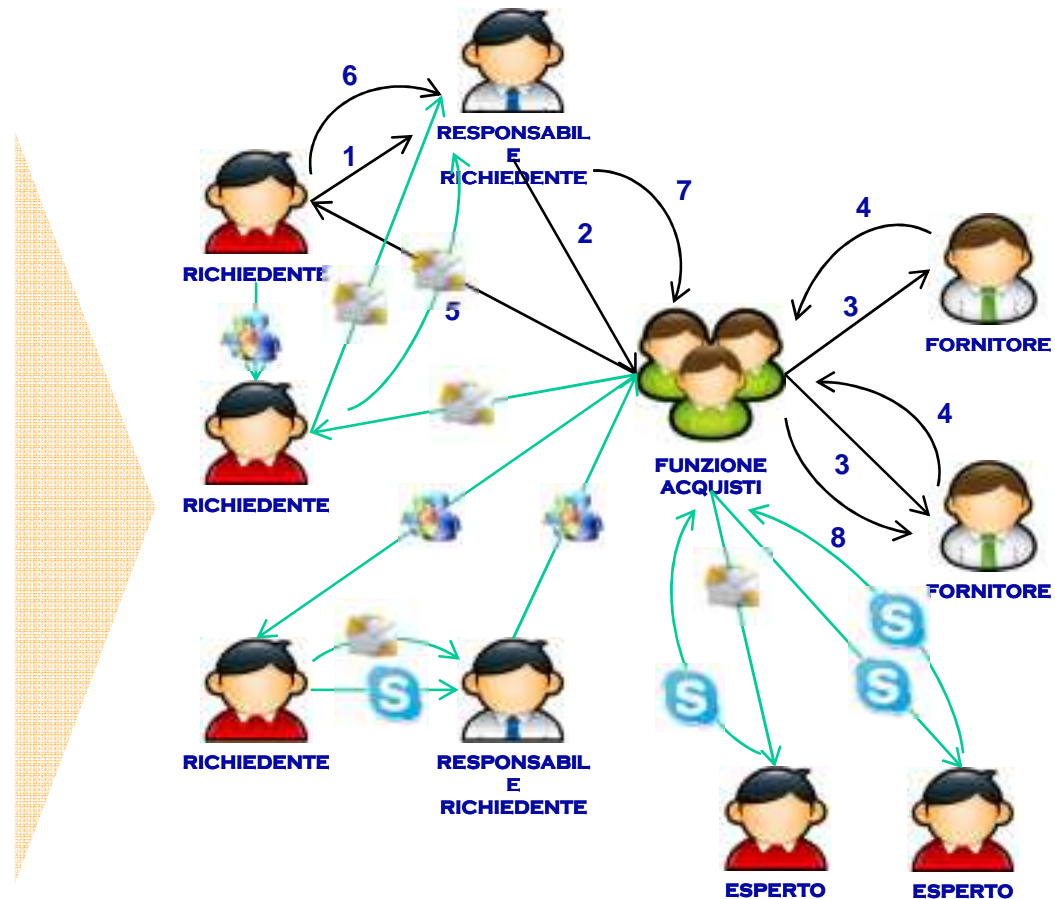 6
RESPONSABIL
E
RICHIEDENTE
1
7
4
2
RICHIEDENTE
3
5
FORNITORE
4
FUNZIONE
ACQUISTI
3
RICHIEDENTE
8
FORNITORE
S
S
S
S
RICHIEDENTE
RESPONSABIL
E
RICHIEDENTE
ESPERTO
ESPERTO